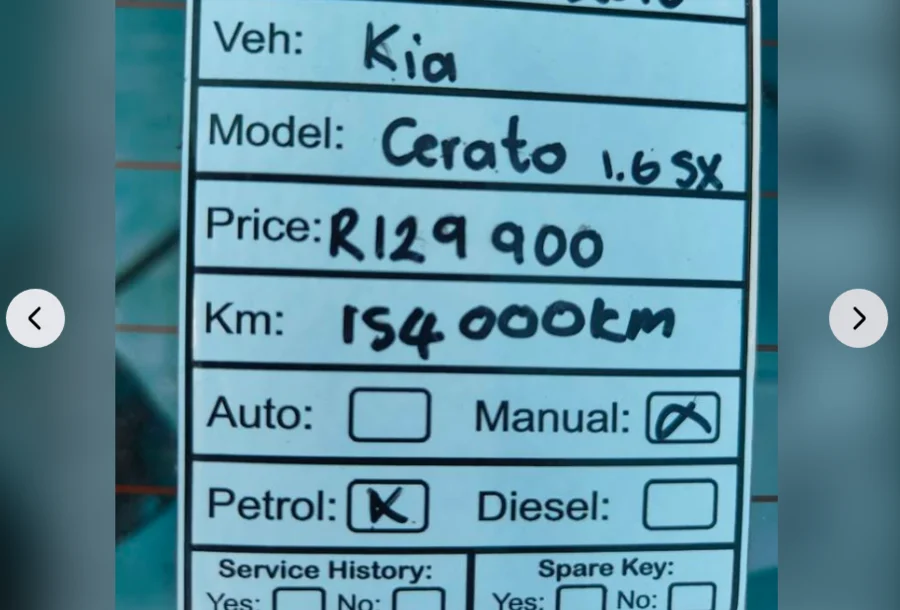 Veh: Kia
Model: Cerato 1.6 SX
Price: R129 900
Km: 154 000km
Auto: Manual:
Petrol: Diesel:
Service History: Spare Key:
Yes: No: Yes: No: